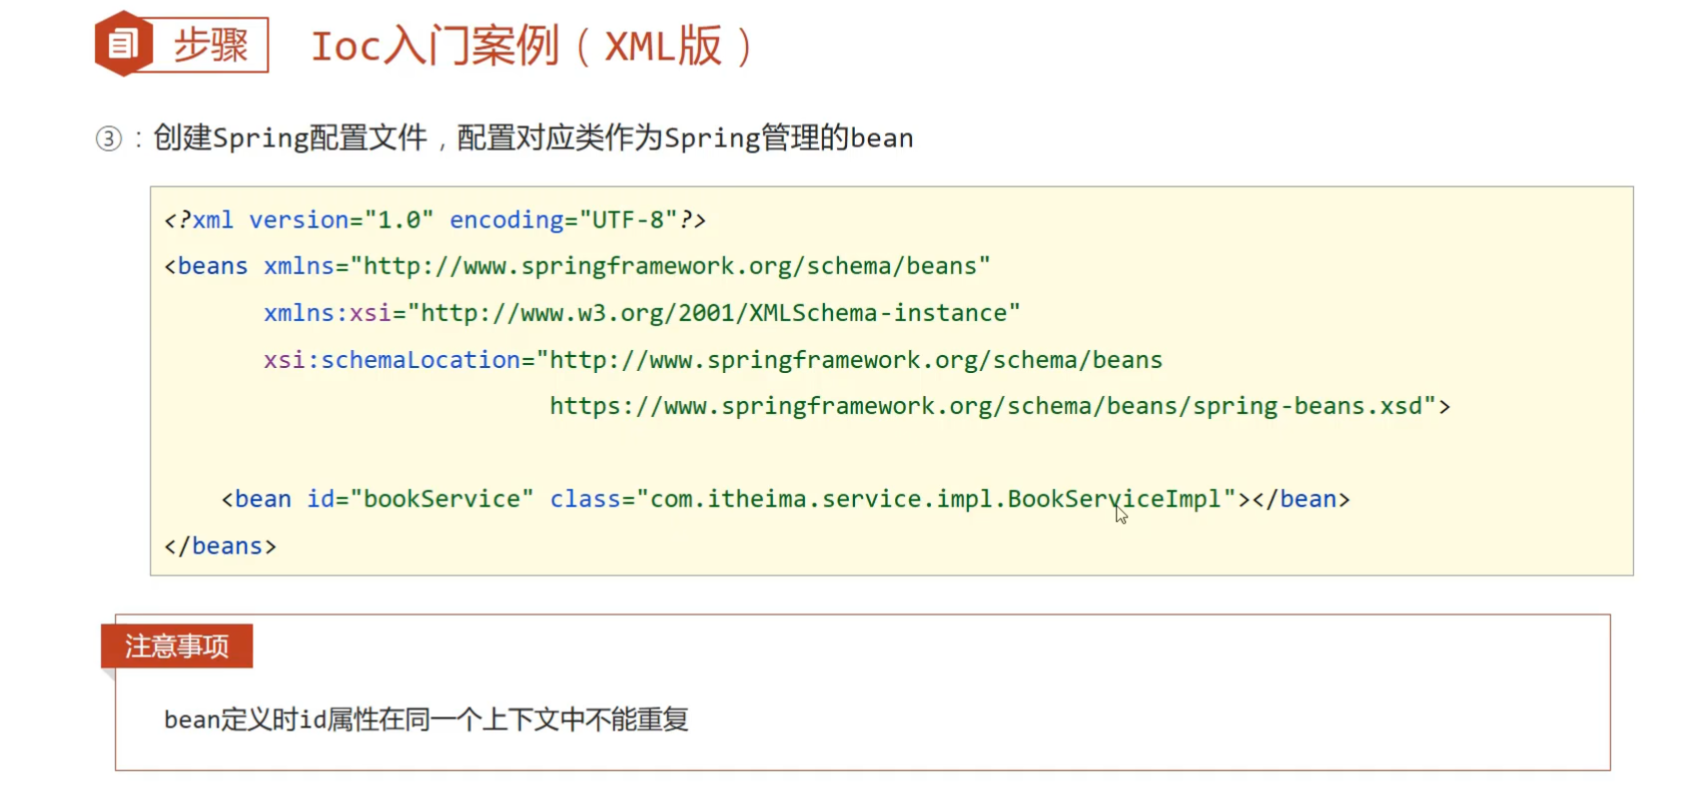 步骤 Ioc入门案例（XML版）
③：创建Spring配置文件，配置对应类作为Spring管理的bean
<?xml version="1.0" encoding="UTF-8"?>
<beans xmlns="http://www.springframework.org/schema/beans"
xmlns:xsi="http://www.w3.org/2001/XMLSchema-instance"
xsi:schemaLocation="http://www.springframework.org/schema/beans
https://www.springframework.org/schema/beans/spring-beans.xsd">
<bean id="bookService" class="com.itheima.service.impl.BookServiceImpl"></bean>
</beans>
注意事项
bean定义时id属性在同一个上下文中不能重复